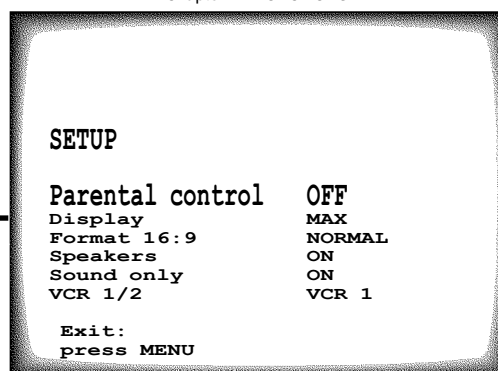 SETUP
Parental control OFF
Display MAX
Format 16:9 NORMAL
Speakers ON
Sound only ON
VCR 1/2 VCR 1
Exit:
press MENU